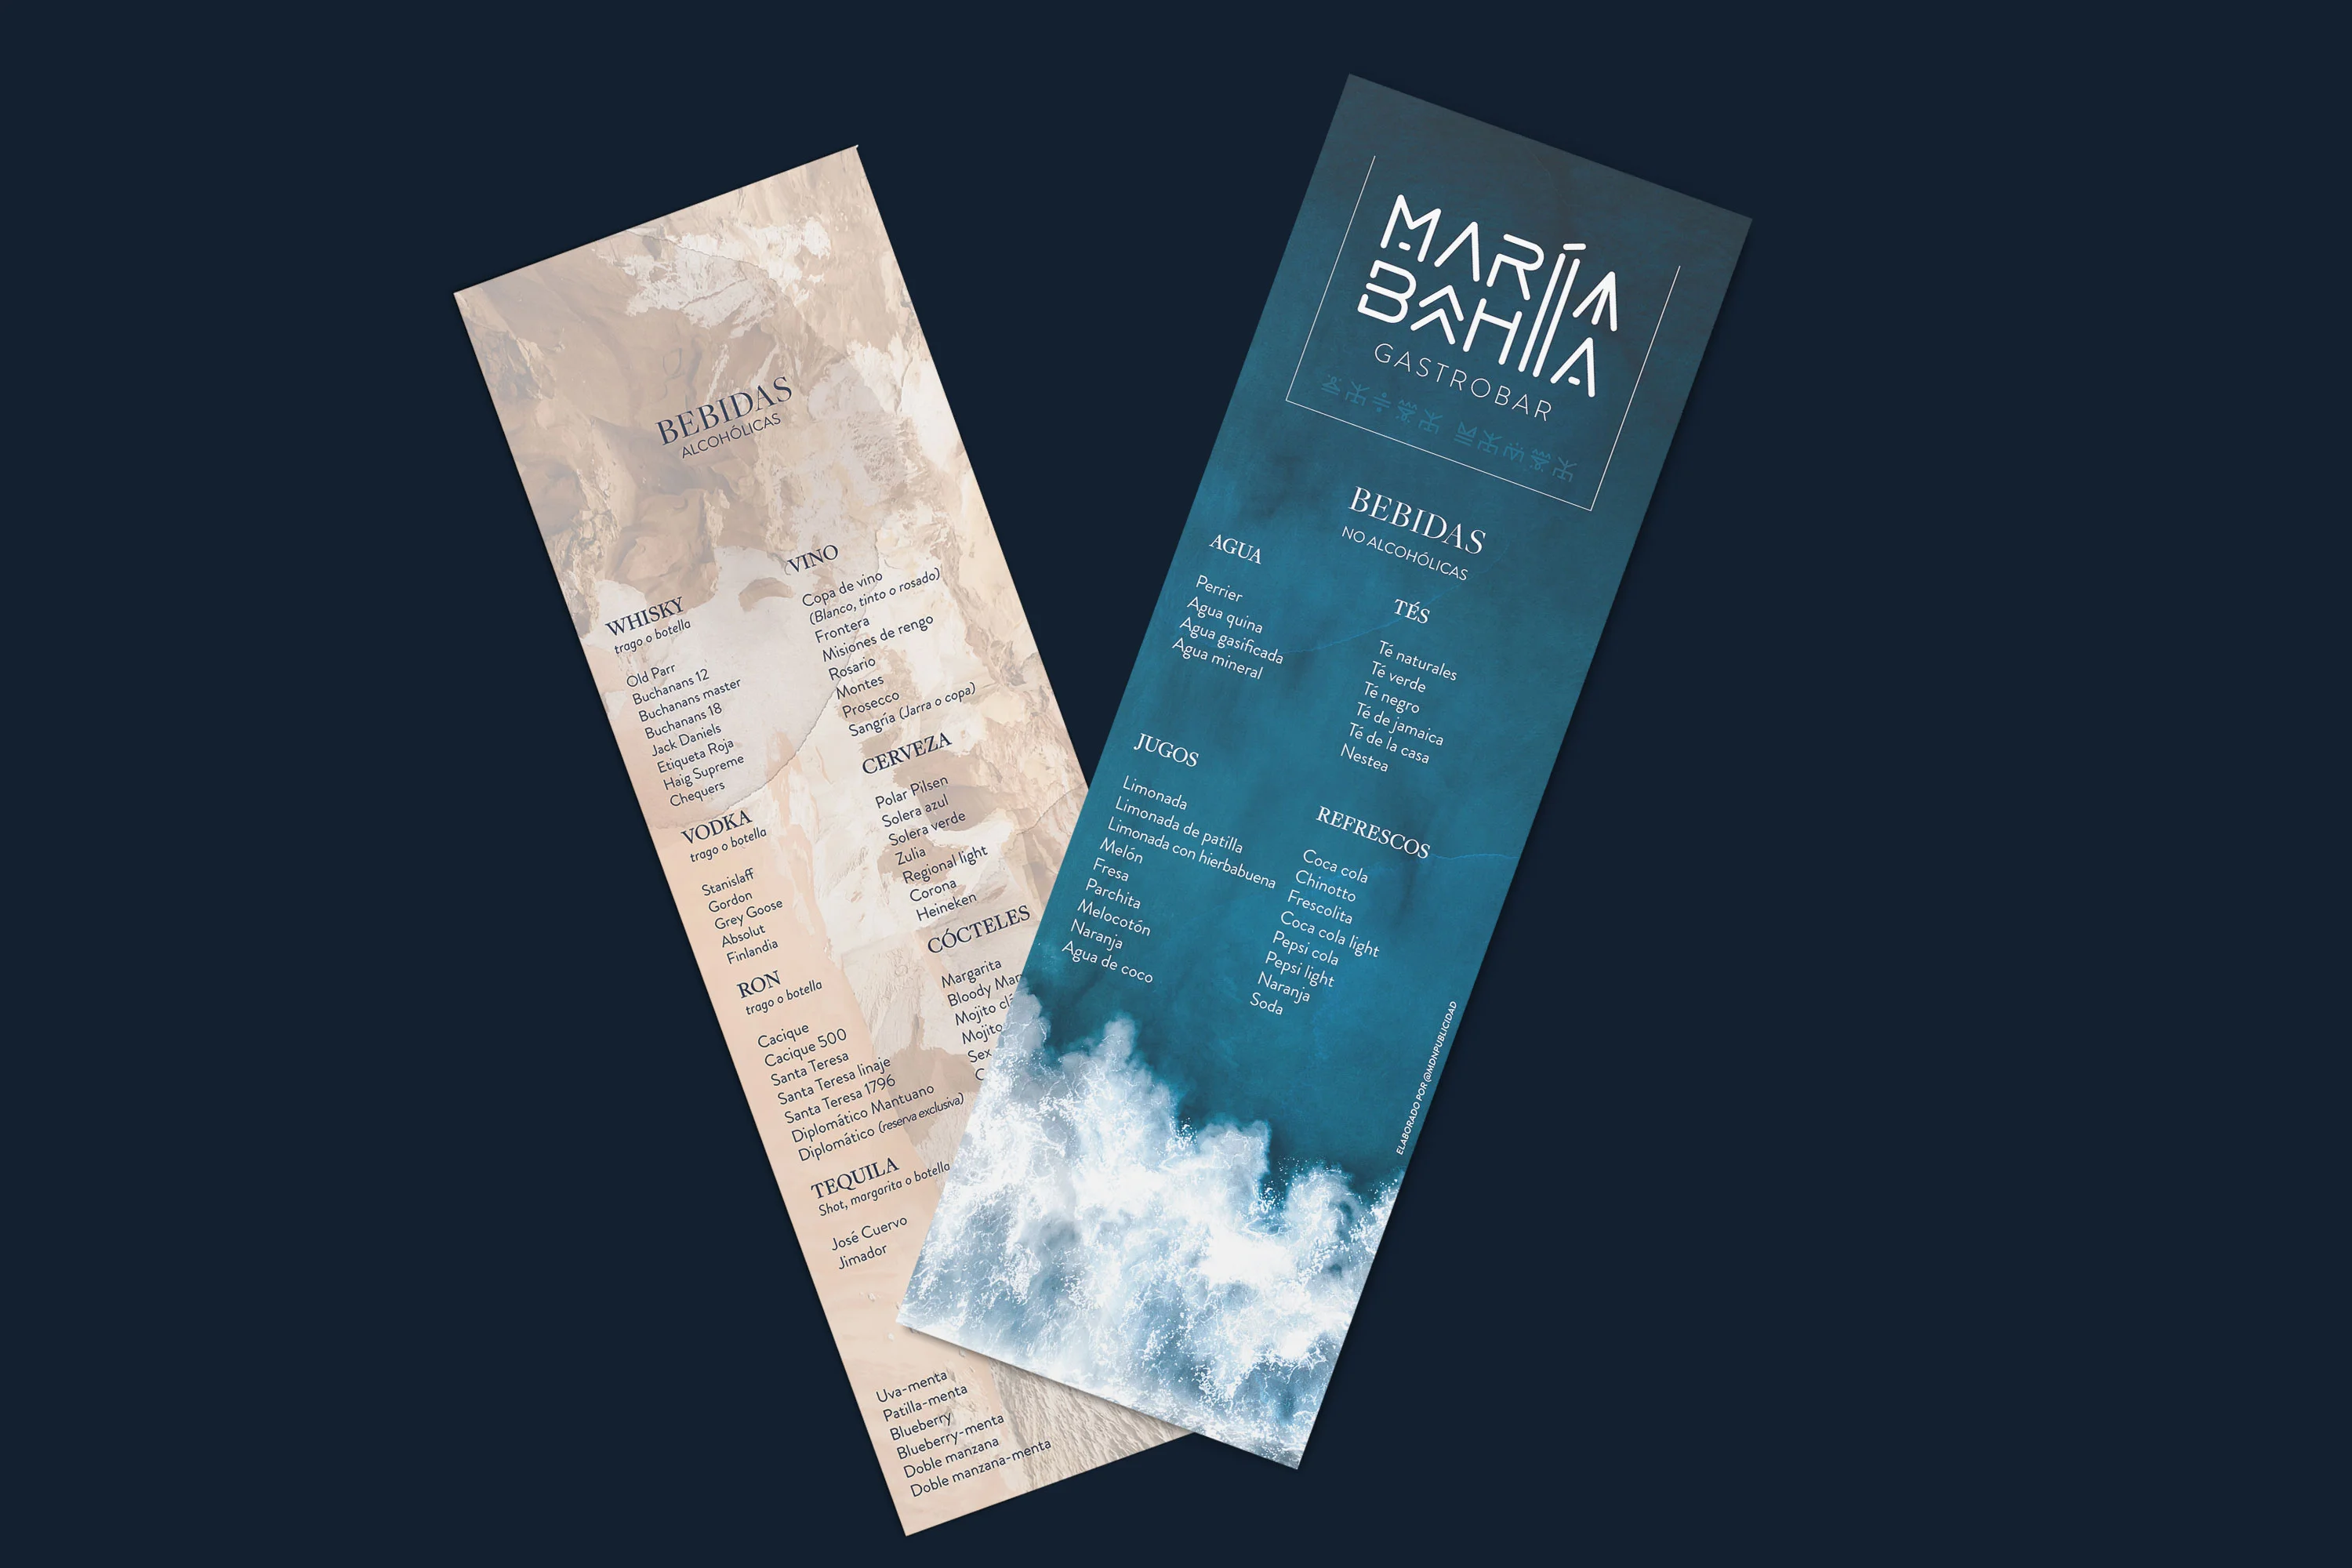 BEBIDAS
ALCOHÓLICAS
WHISKY
trago o botella
Old Parr
Buchanans 12
Buchanans master
Buchanans 18
Jack Daniels
Etiqueta Roja
Haig Supreme
Chequers
VODKA
trago o botella
Stanislaff
Gordon
Grey Goose
Absolut
Finlandia
RON
trago o botella
Cacique
Cacique 500
Santa Teresa
Santa Teresa linaje
Santa Teresa 1796
Diplomático Mantuano
Diplomático (reserva exclusiva)
TEQUILA
Shot, margarita o botella
José Cuervo
Jimador
Uva-menta
Patilla-menta
Blueberry
Blueberry-menta
Doble manzana
Doble manzana-menta
VINO
Copa de vino
(Blanco, tinto o rosado)
Frontera
Misiones de rengo
Rosario
Montes
Prosecco
Sangría (Jarra o copa)
CERVEZA
Polar Pilsen
Solera azul
Solera verde
Zulia
Regional light
Corona
Heineken
CÓCTELES
Margarita
Bloody
Mojito
Mojito
Sex
MARÍA
BAHÍA
GASTROBAR
BEBIDAS
NO ALCOHÓLICAS
AGUA
Perrier
Agua quina
Agua gasificada
Agua mineral
JUGOS
Limonada
Limonada de patilla
Limonada con hierbabuena
Melón
Fresa
Parchita
Melocotón
Naranja
Agua de coco
TÉS
Té naturales
Té verde
Té negro
Té de jamaica
Té de la casa
Nestea
REFRESCOS
Coca cola
Chinotto
Frescolita
Coca cola light
Pepsi cola
Pepsi light
Naranja
Soda
ELABORADO POR @MDNPUBLICIDAD